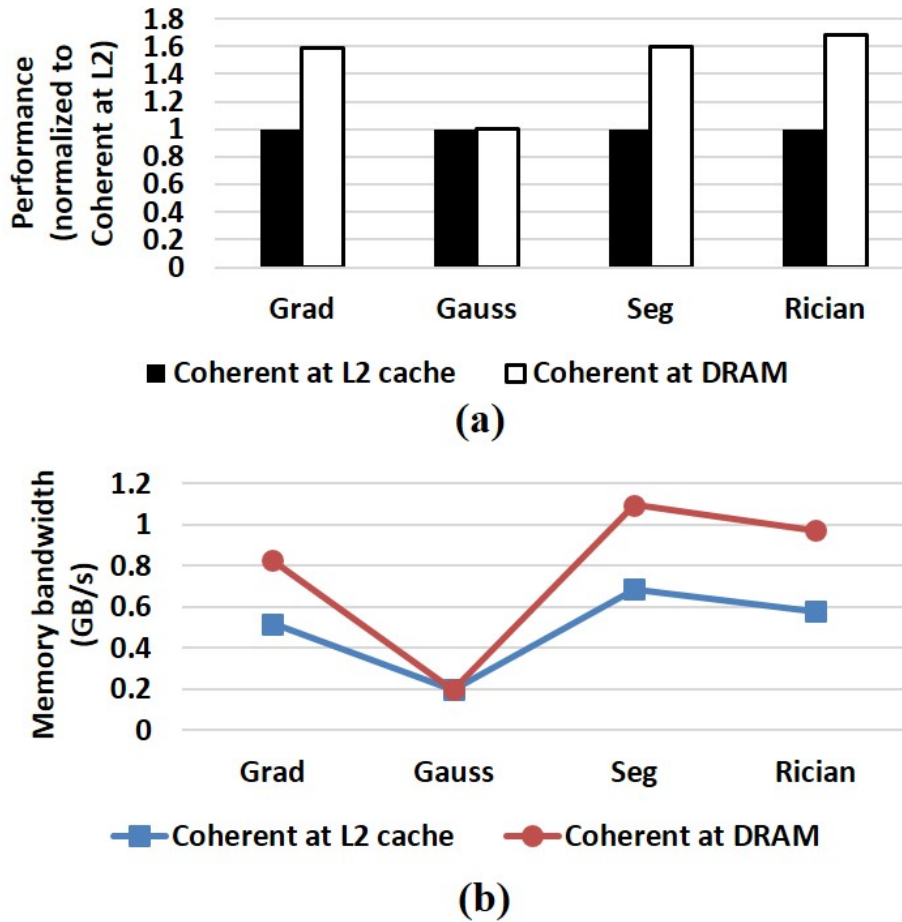 Performance
(normalized to
Coherent at L2)
1.8
1.6
1.4
1.2
1
0.8
0.6
0.4
0.2
0
Grad Gauss Seg Rician
Coherent at L2 cache Coherent at DRAM
(a)
Memory bandwidth
(GB/s)
1.2
1
0.8
0.6
0.4
0.2
0
Grad Gauss Seg Rician
Coherent at L2 cache Coherent at DRAM
(b)